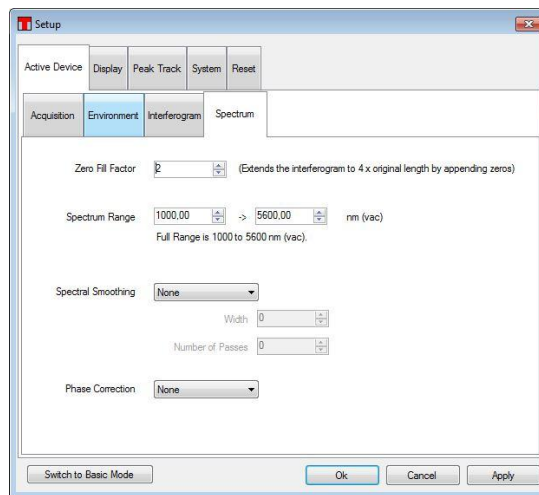 Setup
Active Device Display Peak Track System Reset
Acquisition Environment Interferogram Spectrum
Zero Fill Factor 2 (Extends the interferogram to 4 x original length by appending zeros)
Spectrum Range 1000,00 -> 5600,00 nm (vac)
Full Range is 1000 to 5600 nm (vac).
Spectral Smoothing None
Width 0
Number of Passes 0
Phase Correction None
Switch to Basic Mode Ok Cancel Apply